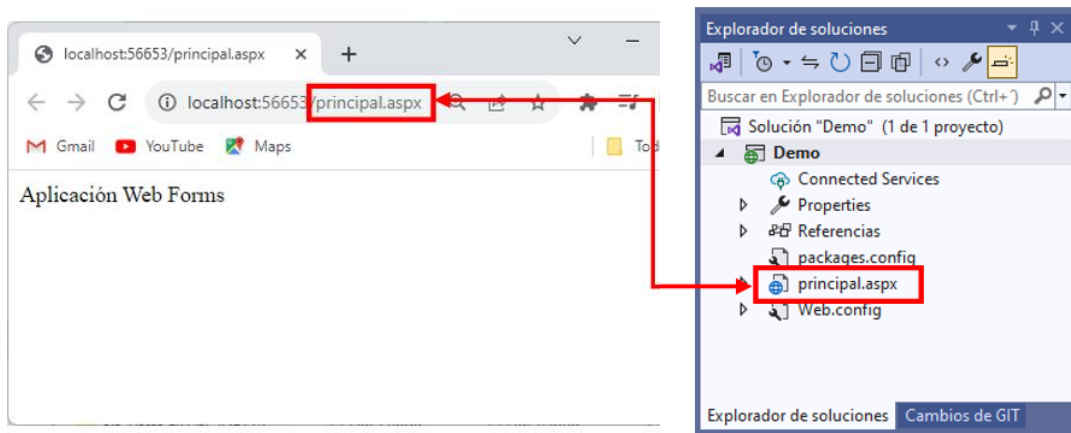 localhost:56653/principal.aspx
localhost:56653/principal.aspx
Gmail YouTube Maps Tod
Aplicación Web Forms
Explorador de soluciones
Buscar en Explorador de soluciones (Ctrl+´)
Solución "Demo" (1 de 1 proyecto)
Demo
Connected Services
Properties
Referencias
packages.config
principal.aspx
Web.config
Explorador de soluciones Cambios de GIT